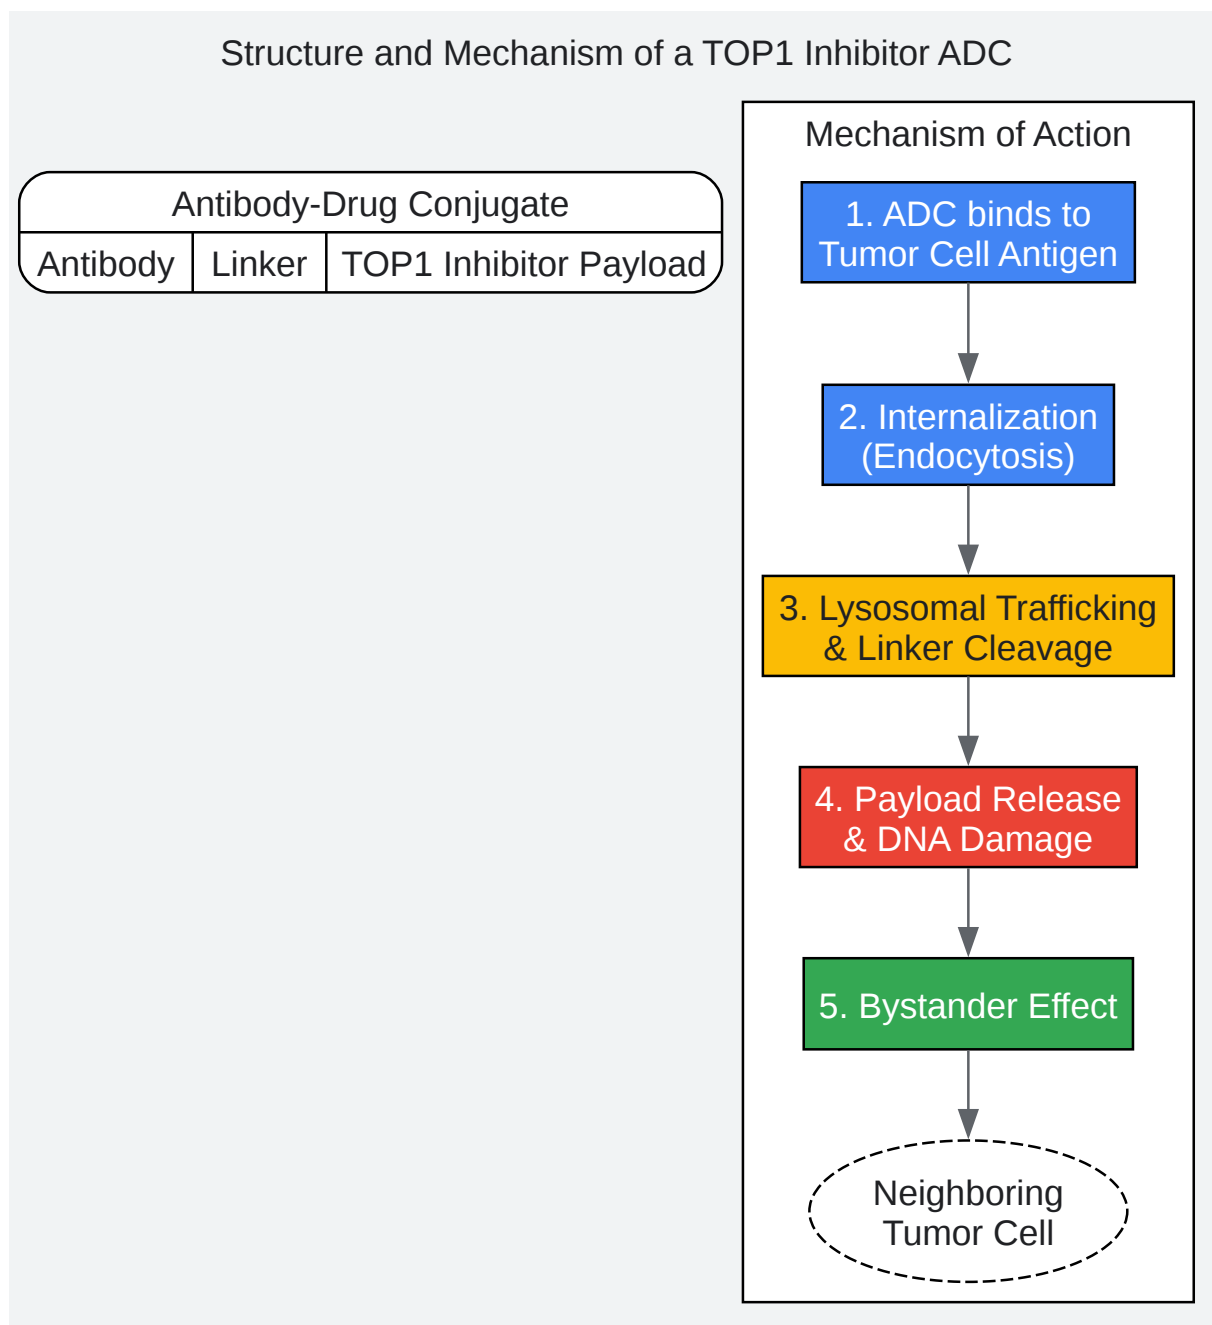 Structure and Mechanism of a TOP1 Inhibitor ADC
Antibody-Drug Conjugate
Antibody
Linker
TOP1 Inhibitor Payload
Mechanism of Action
1. ADC binds to
Tumor Cell Antigen
2. Internalization
(Endocytosis)
3. Lysosomal Trafficking
& Linker Cleavage
4. Payload Release
& DNA Damage
5. Bystander Effect
Neighboring
Tumor Cell